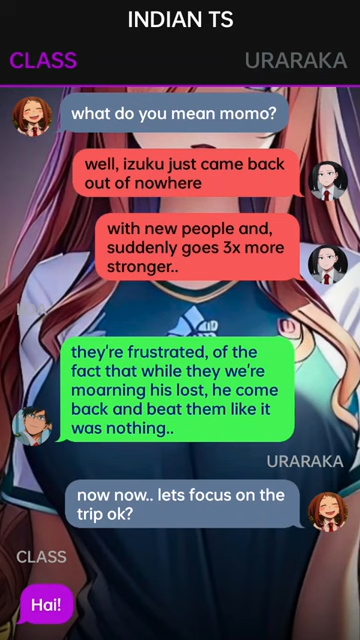 INDIAN TS
CLASS URARAKA
what do you mean momo?
well, izuku just came back
out of nowhere
with new people and,
suddenly goes 3x more
stronger..
they're frustrated, of the
fact that while they we're
moarning his lost, he come
back and beat them like it
was nothing..
URARAKA
now now.. lets focus on the
trip ok?
CLASS
Hai!